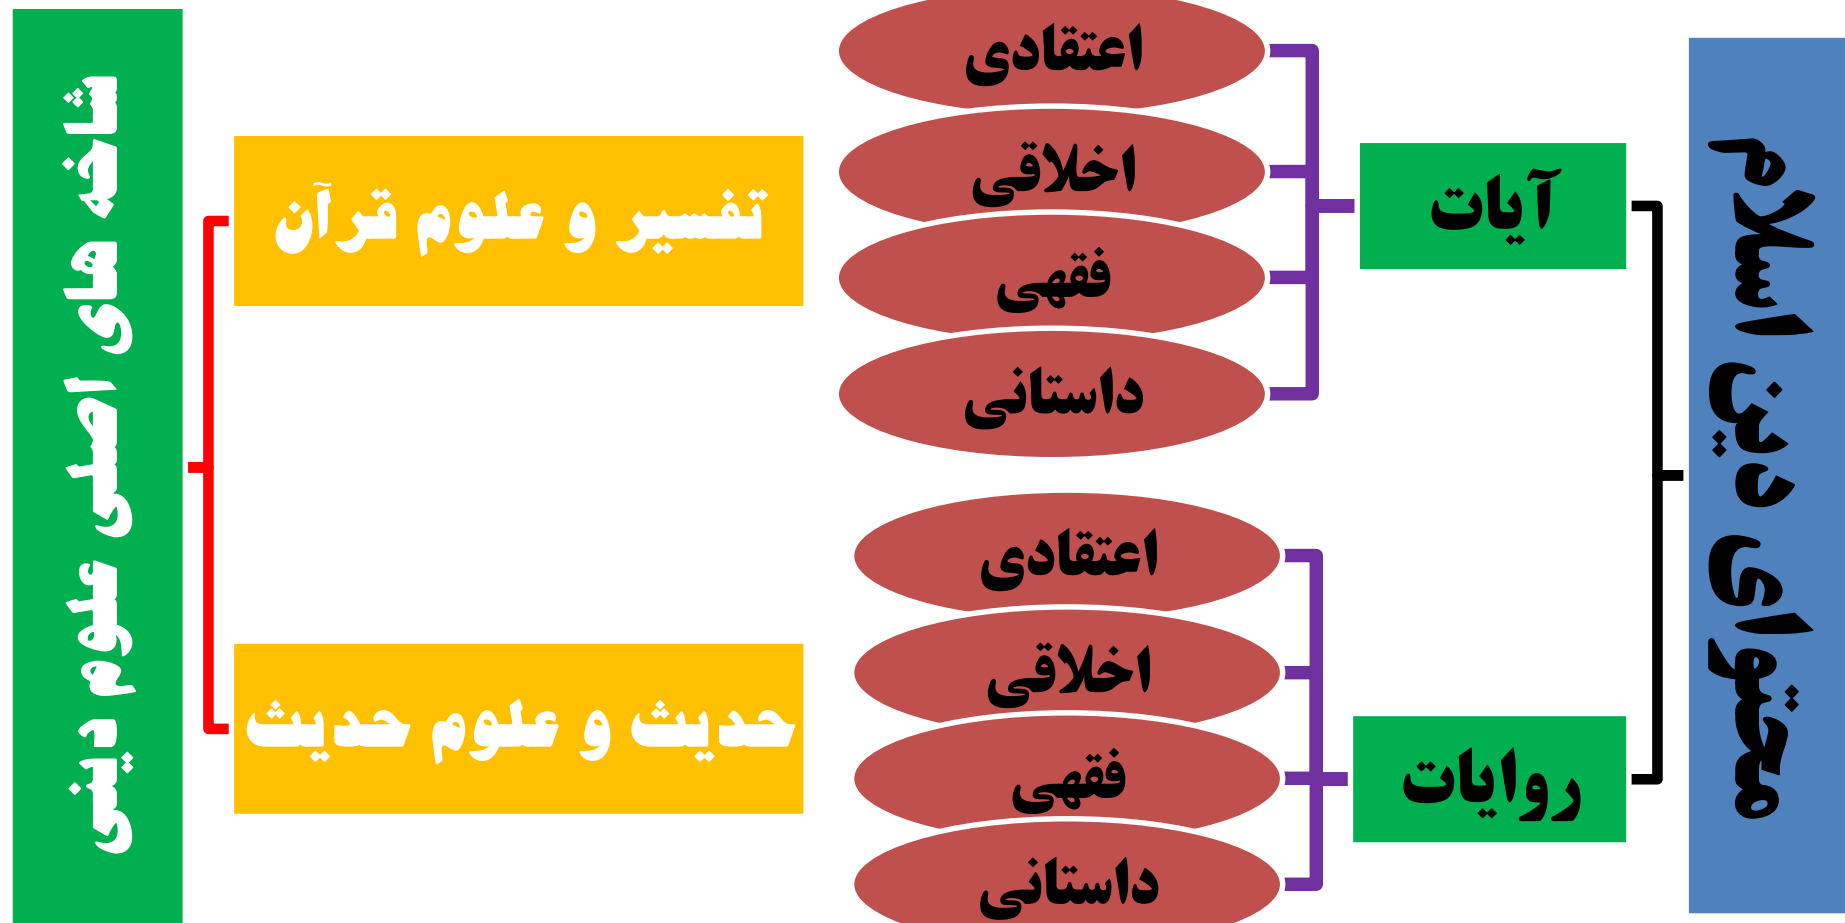 محتوای دین اسلام
آیات
اعتقادی
اخلاقی
فقهی
داستانی
روایات
اعتقادی
اخلاقی
فقهی
داستانی
تفسیر و علوم قرآن
حدیث و علوم حدیث
شاخه های اصلی علوم دینی